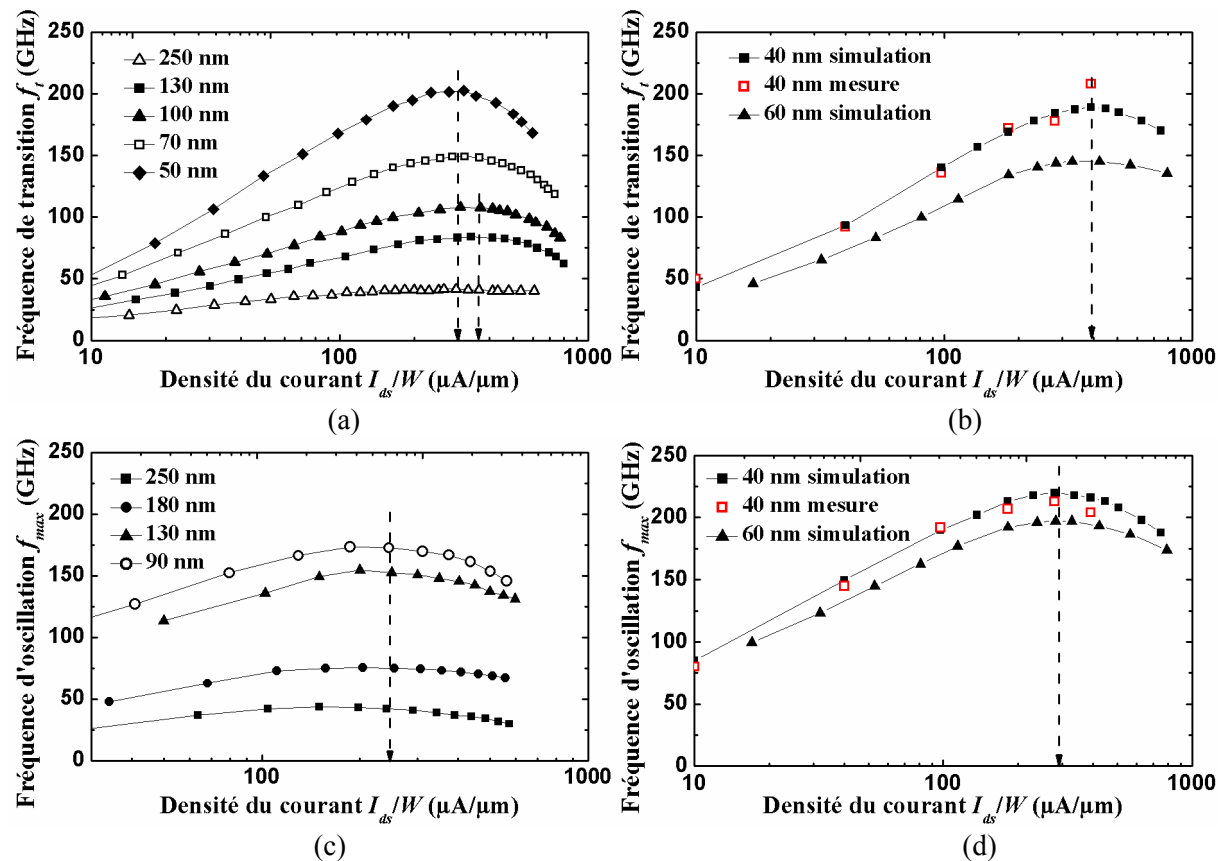 (a)
Fréquence de transition f_t (GHz)
250
200
150
100
50
0
250 nm
130 nm
100 nm
70 nm
50 nm
10
100
1000
Densité du courant I_ds/W (µA/µm)
(b)
Fréquence de transition f_t (GHz)
250
200
150
100
50
0
40 nm simulation
40 nm mesure
60 nm simulation
10
100
1000
Densité du courant I_ds/W (µA/µm)
(c)
Fréquence d'oscillation f_max (GHz)
250
200
150
100
50
0
250 nm
180 nm
130 nm
90 nm
100
1000
Densité du courant I_ds/W (µA/µm)
(d)
Fréquence d'oscillation f_max (GHz)
250
200
150
100
50
0
40 nm simulation
40 nm mesure
60 nm simulation
10
100
1000
Densité du courant I_ds/W (µA/µm)